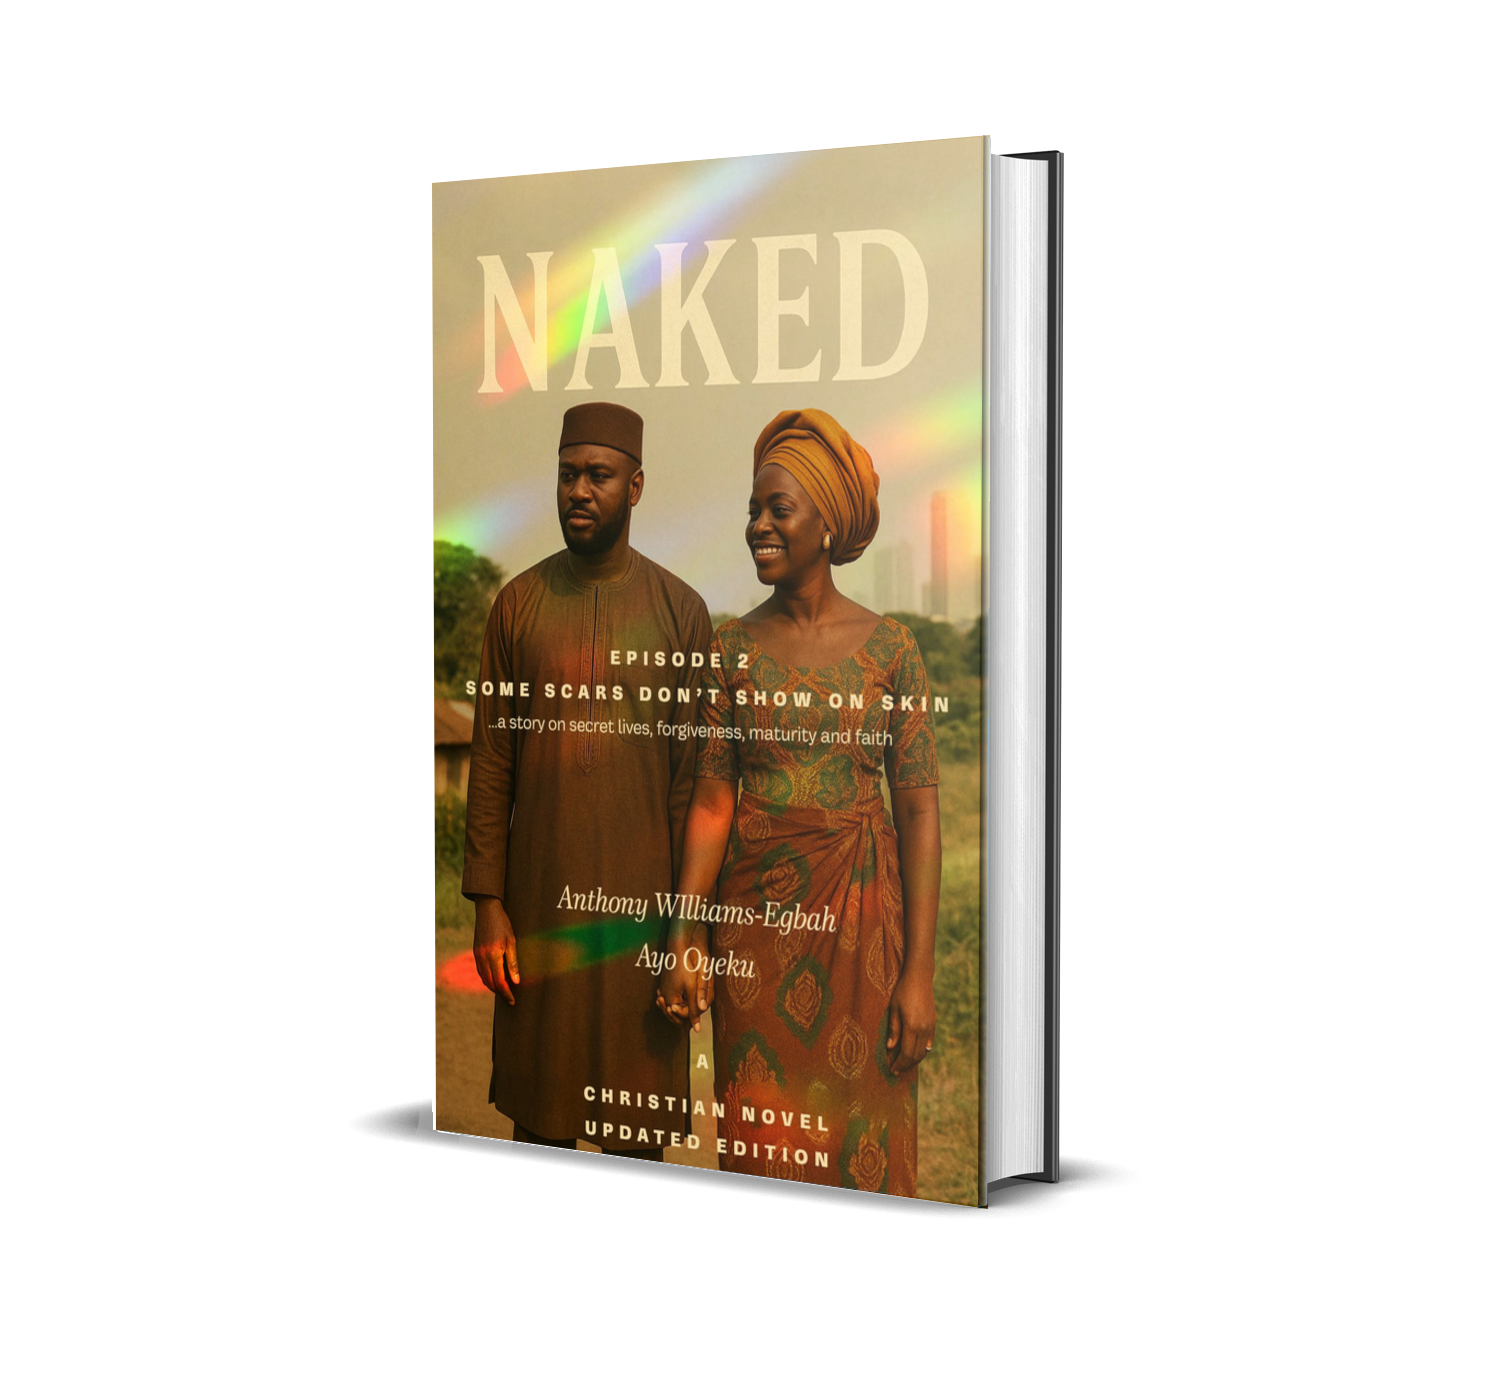 NAKED
EPISODE 2
SOME SCARS DON'T SHOW ON SKIN
...a story on secret lives, forgiveness, maturity and faith
Anthony WIlliams-Egbah
Ayo Oyeku
A
CHRISTIAN NOVEL
UPDATED EDITION